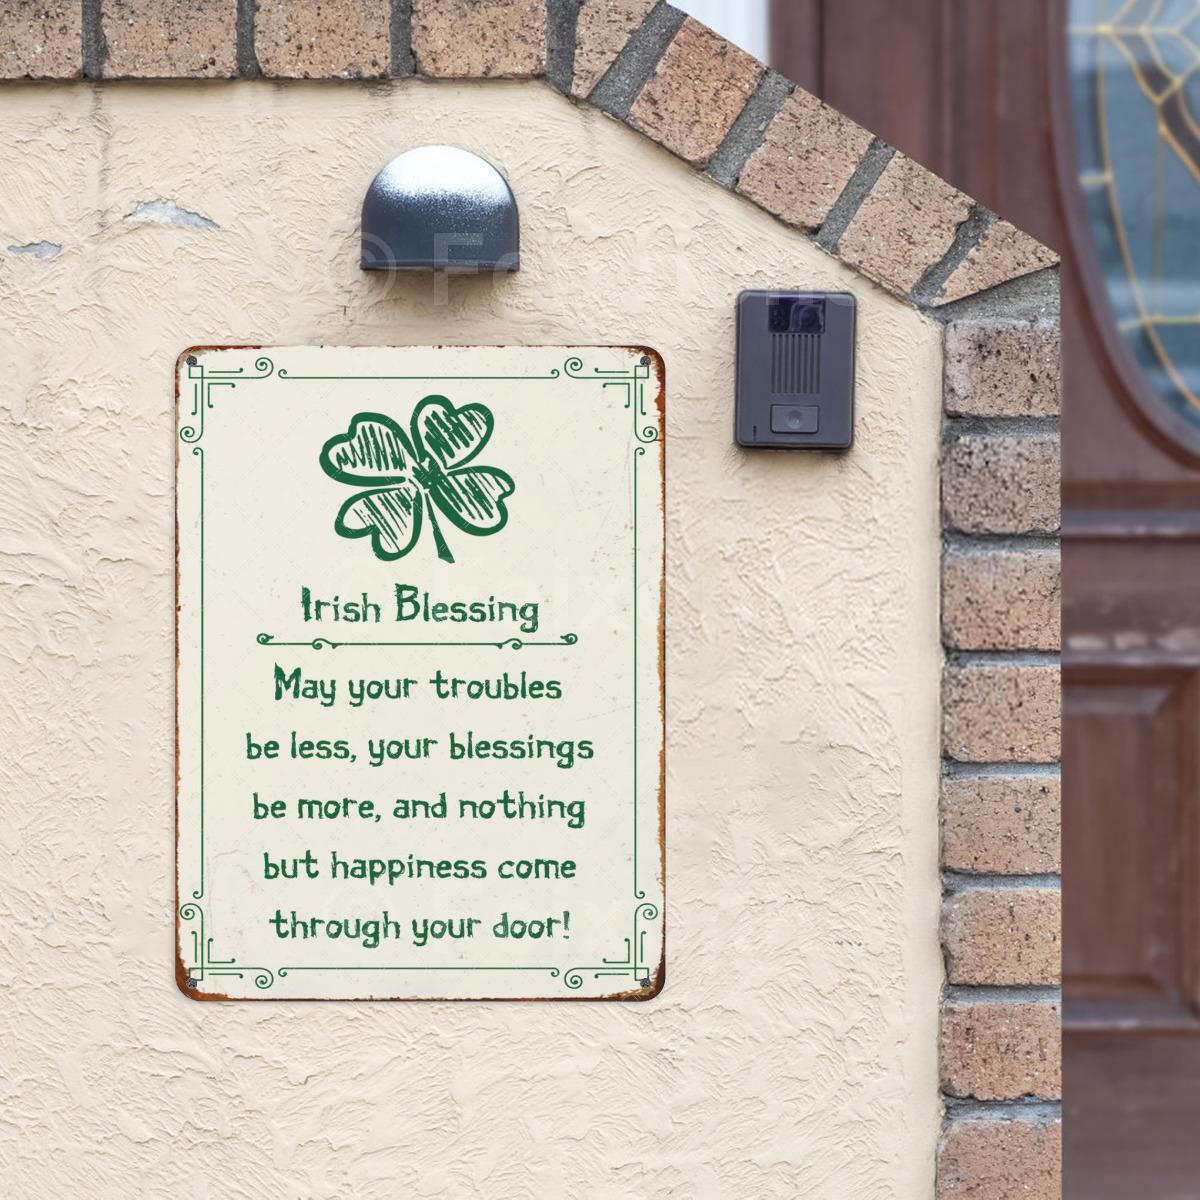 Irish Blessing
May your troubles
be less, your blessings
be more, and nothing
but happiness come
through your door!